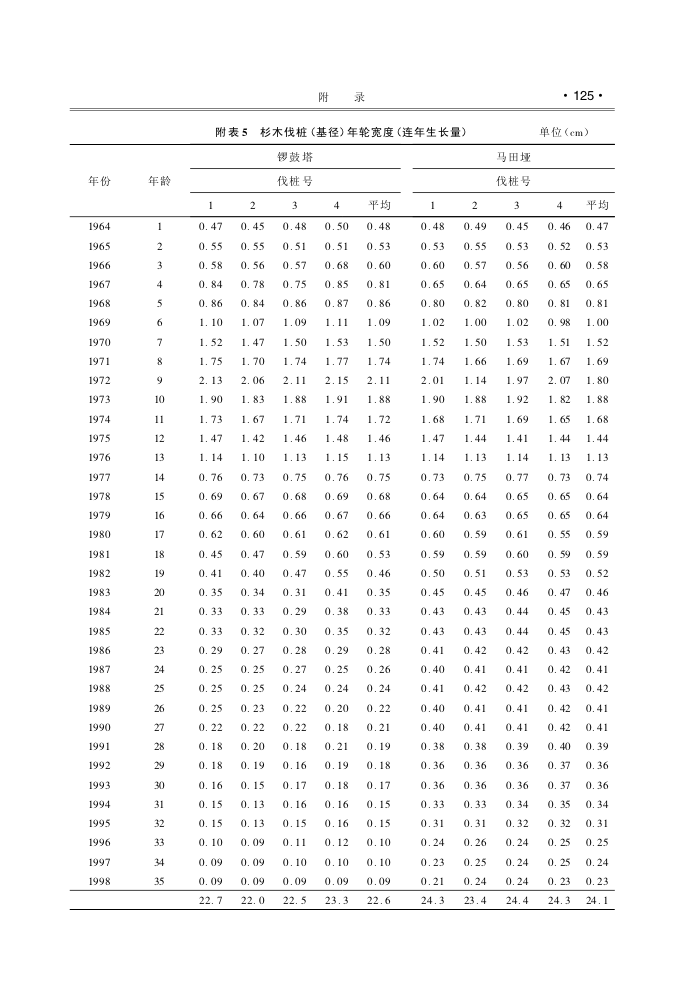 附 录 · 125 ·
附表 5 杉木伐桩(基径)年轮宽度(连年生长量) 单位(cm)
锣鼓塔 马田垭
年份 年龄 伐桩号 伐桩号
1 2 3 4 平均 1 2 3 4 平均
1964 1 0.47 0.45 0.48 0.50 0.48 0.48 0.49 0.45 0.46 0.47
1965 2 0.55 0.55 0.51 0.51 0.53 0.53 0.55 0.53 0.52 0.53
1966 3 0.58 0.56 0.57 0.68 0.60 0.60 0.57 0.56 0.60 0.58
1967 4 0.84 0.78 0.75 0.85 0.81 0.65 0.64 0.65 0.65 0.65
1968 5 0.86 0.84 0.86 0.87 0.86 0.80 0.82 0.80 0.81 0.81
1969 6 1.10 1.07 1.09 1.11 1.09 1.02 1.00 1.02 0.98 1.00
1970 7 1.52 1.47 1.50 1.53 1.50 1.52 1.50 1.53 1.51 1.52
1971 8 1.75 1.70 1.74 1.77 1.74 1.74 1.66 1.69 1.67 1.69
1972 9 2.13 2.06 2.11 2.15 2.11 2.01 1.14 1.97 2.07 1.80
1973 10 1.90 1.83 1.88 1.91 1.88 1.90 1.88 1.92 1.82 1.88
1974 11 1.73 1.67 1.71 1.74 1.72 1.68 1.71 1.69 1.65 1.68
1975 12 1.47 1.42 1.46 1.48 1.46 1.47 1.44 1.41 1.44 1.44
1976 13 1.14 1.10 1.13 1.15 1.13 1.14 1.13 1.14 1.13 1.13
1977 14 0.76 0.73 0.75 0.76 0.75 0.73 0.75 0.77 0.73 0.74
1978 15 0.69 0.67 0.68 0.69 0.68 0.64 0.64 0.65 0.65 0.64
1979 16 0.66 0.64 0.66 0.67 0.66 0.64 0.63 0.65 0.65 0.64
1980 17 0.62 0.60 0.61 0.62 0.61 0.60 0.59 0.61 0.55 0.59
1981 18 0.45 0.47 0.59 0.60 0.53 0.59 0.59 0.60 0.59 0.59
1982 19 0.41 0.40 0.47 0.55 0.46 0.50 0.51 0.53 0.53 0.52
1983 20 0.35 0.34 0.31 0.41 0.35 0.45 0.45 0.46 0.47 0.46
1984 21 0.33 0.33 0.29 0.38 0.33 0.43 0.43 0.44 0.45 0.43
1985 22 0.33 0.32 0.30 0.35 0.32 0.43 0.43 0.44 0.45 0.43
1986 23 0.29 0.27 0.28 0.29 0.28 0.41 0.42 0.42 0.43 0.42
1987 24 0.25 0.25 0.27 0.25 0.26 0.40 0.41 0.41 0.42 0.41
1988 25 0.25 0.25 0.24 0.24 0.24 0.41 0.42 0.42 0.43 0.42
1989 26 0.25 0.23 0.22 0.20 0.22 0.40 0.41 0.41 0.42 0.41
1990 27 0.22 0.22 0.22 0.18 0.21 0.40 0.41 0.41 0.42 0.41
1991 28 0.18 0.20 0.18 0.21 0.19 0.38 0.38 0.39 0.40 0.39
1992 29 0.18 0.19 0.16 0.19 0.18 0.36 0.36 0.36 0.37 0.36
1993 30 0.16 0.15 0.17 0.18 0.17 0.36 0.36 0.36 0.37 0.36
1994 31 0.15 0.13 0.16 0.16 0.15 0.33 0.33 0.34 0.35 0.34
1995 32 0.15 0.13 0.15 0.16 0.15 0.31 0.31 0.32 0.32 0.31
1996 33 0.10 0.09 0.11 0.12 0.10 0.24 0.26 0.24 0.25 0.25
1997 34 0.09 0.09 0.10 0.10 0.10 0.23 0.25 0.24 0.25 0.24
1998 35 0.09 0.09 0.09 0.09 0.09 0.21 0.24 0.24 0.23 0.23
22.7 22.0 22.5 23.3 22.6 24.3 23.4 24.4 24.3 24.1